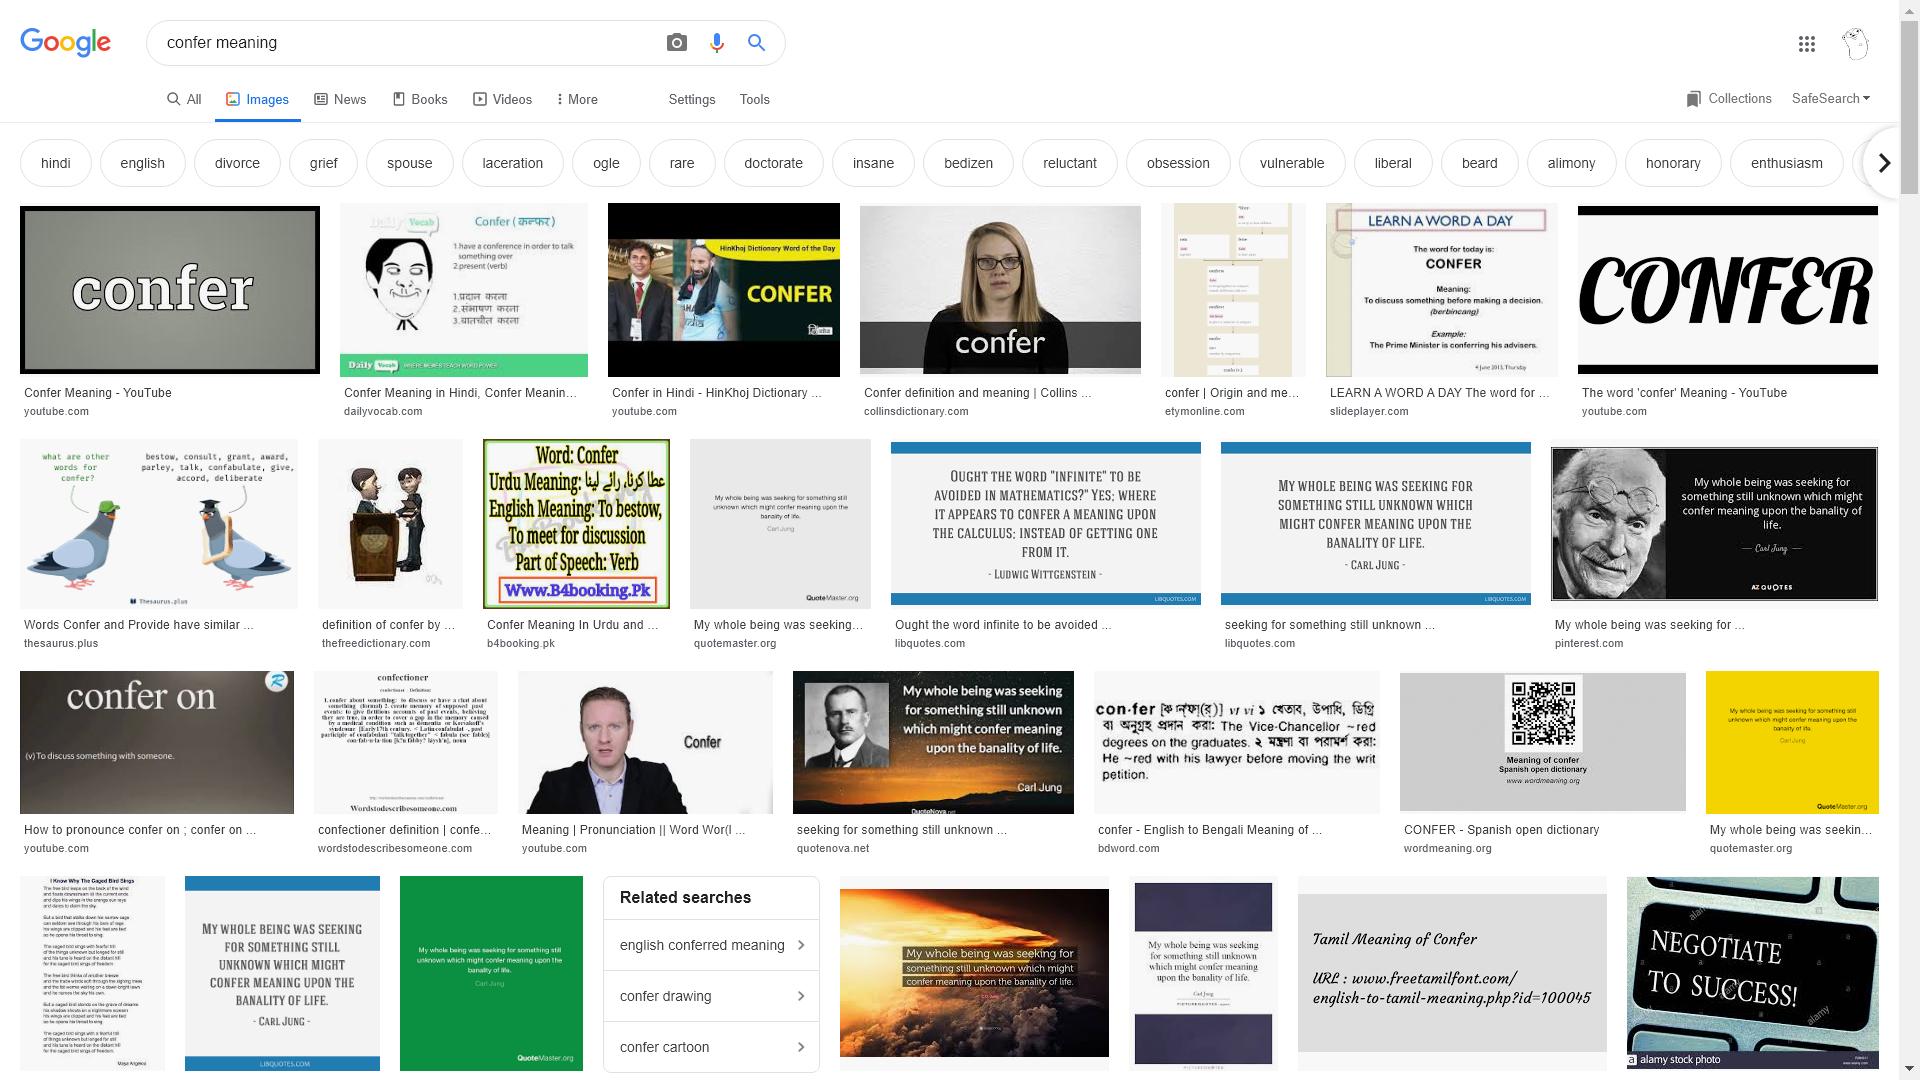 Google
confer meaning
All
Images
News
Books
Videos
More
Settings
Tools
Collections
SafeSearch
hindi
english
divorce
grief
spouse
laceration
ogle
rare
doctorate
insane
bedizen
reluctant
obsession
vulnerable
liberal
beard
alimony
honorary
enthusiasm
confer
Daily Vocab
Confer (कन्फर)
1.have a conference in order to talk
something over
2.present (verb)
1.प्रदान करना
2.संभाषण करना
3.बातचीत करना
Daily Vocab WHERE MEMES TEACH WORD POWER
HinKhoj Dictionary Word of the Day
CONFER
confer
LEARN A WORD A DAY
The word for today is:
CONFER
Meaning:
To discuss something before making a decision.
(berbincang)
Example:
The Prime Minister is conferring his advisers.
4 June 2013, Thursday
CONFER
Confer Meaning - YouTube
youtube.com
Confer Meaning in Hindi, Confer Meanin...
dailyvocab.com
Confer in Hindi - HinKhoj Dictionary ...
youtube.com
Confer definition and meaning | Collins ...
collinsdictionary.com
confer | Origin and me...
etymonline.com
LEARN A WORD A DAY The word for ...
slideplayer.com
The word 'confer' Meaning - YouTube
youtube.com
what are other
words for
confer?
bestow, consult, grant, award,
parley, talk, confabulate, give,
accord, deliberate
Thesaurus.plus
Word: Confer
Urdu Meaning: عطا کرنا، رائے لینا
English Meaning: To bestow,
To meet for discussion
Part of Speech: Verb
Www.B4booking.Pk
My whole being was seeking for something still
unknown which might confer meaning upon the
banality of life.
Carl Jung
QuoteMaster.org
Ought the word "infinite" to be
avoided in mathematics?" Yes; where
it appears to confer a meaning upon
the calculus; instead of getting one
from it.
- Ludwig Wittgenstein -
LIBQUOTES.COM
My whole being was seeking for
something still unknown which
might confer meaning upon the
banality of life.
- Carl Jung -
LIBQUOTES.COM
My whole being was seeking for
something still unknown which might
confer meaning upon the banality of
life.
— Carl Jung —
AZ QUOTES
Words Confer and Provide have similar ...
thesaurus.plus
definition of confer by ...
thefreedictionary.com
Confer Meaning In Urdu and ...
b4booking.pk
My whole being was seeking...
quotemaster.org
Ought the word infinite to be avoided ...
libquotes.com
seeking for something still unknown ...
libquotes.com
My whole being was seeking for ...
pinterest.com
confer on
(v) To discuss something with someone.
confectioner
confectioner - Definition:
Wordstodescribesomeone.com
Confer
My whole being was seeking
for something still unknown
which might confer meaning
upon the banality of life.
Carl Jung
QuoteNova.net
con·fer
vt vi ১ খেতাব, উপাধি, ডিগ্রি
বা অনুগ্রহ প্রদান করা: The Vice-Chancellor ~red
degrees on the graduates. ২ মন্ত্রণা বা পরামর্শ করা:
He ~red with his lawyer before moving the writ
petition.
Meaning of confer
Spanish open dictionary
www.wordmeaning.org
My whole being was seeking for something still
unknown which might confer meaning upon the
banality of life.
Carl Jung
QuoteMaster.org
How to pronounce confer on ; confer on ...
youtube.com
confectioner definition | confe...
wordstodescribesomeone.com
Meaning | Pronunciation || Word Wor(l ...
youtube.com
seeking for something still unknown ...
quotenova.net
confer - English to Bengali Meaning of ...
bdword.com
CONFER - Spanish open dictionary
wordmeaning.org
My whole being was seekin...
quotemaster.org
I Know Why The Caged Bird Sings
Maya Angelou
My whole being was seeking
for something still
unknown which might
confer meaning upon the
banality of life.
- Carl Jung -
LIBQUOTES.COM
My whole being was seeking for something still
unknown which might confer meaning upon the
banality of life.
Carl Jung
QuoteMaster.org
Related searches
english conferred meaning
confer drawing
confer cartoon
My whole being was seeking for
something still unknown which might
confer meaning upon the banality of life.
My whole being was seeking
for something still unknown
which might confer meaning
upon the banality of life.
Carl Jung
PICTUREQUOTES
Tamil Meaning of Confer
URL : www.freetamilfont.com/
english-to-tamil-meaning.php?id=100045
NEGOTIATE
TO SUCCESS!
alamy
a alamy stock photo